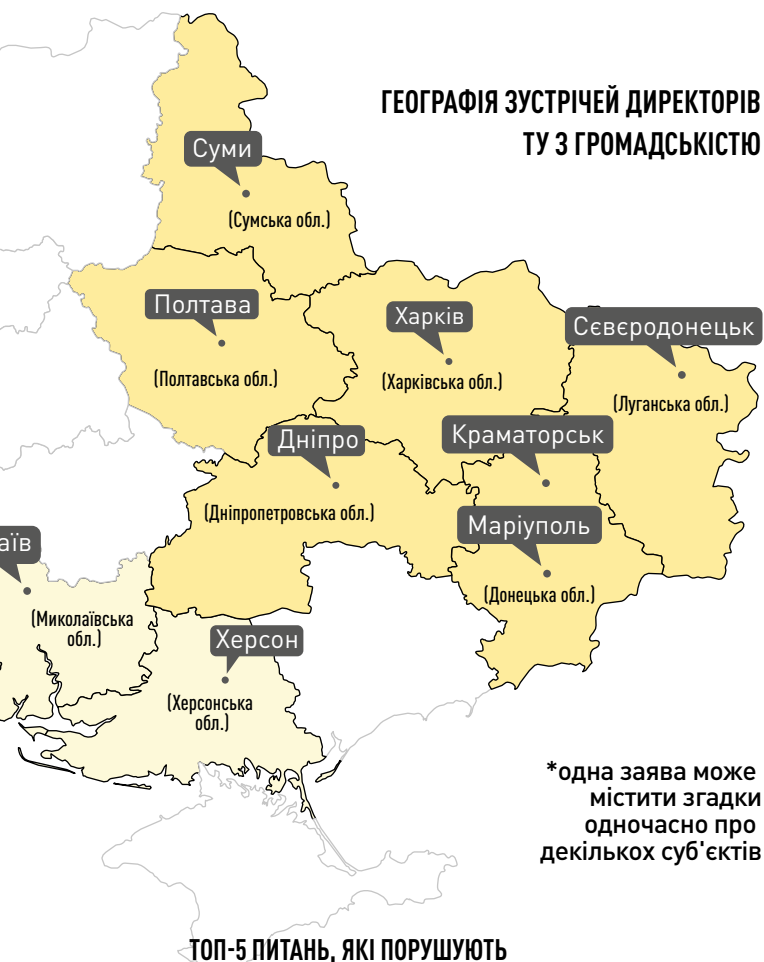 ГЕОГРАФІЯ ЗУСТРІЧЕЙ ДИРЕКТОРІВ
ТУ З ГРОМАДСЬКІСТЮ
Суми
(Сумська обл.)
Полтава
(Полтавська обл.)
Харків
(Харківська обл.)
Сєвєродонецьк
(Луганська обл.)
Дніпро
(Дніпропетровська обл.)
Краматорськ
Маріуполь
(Донецька обл.)
аїв
(Миколаївська
обл.)
Херсон
(Херсонська
обл.)
*одна заява може
містити згадки
одночасно про
декількох суб'єктів
ТОП-5 ПИТАНЬ, ЯКІ ПОРУШУЮТЬ